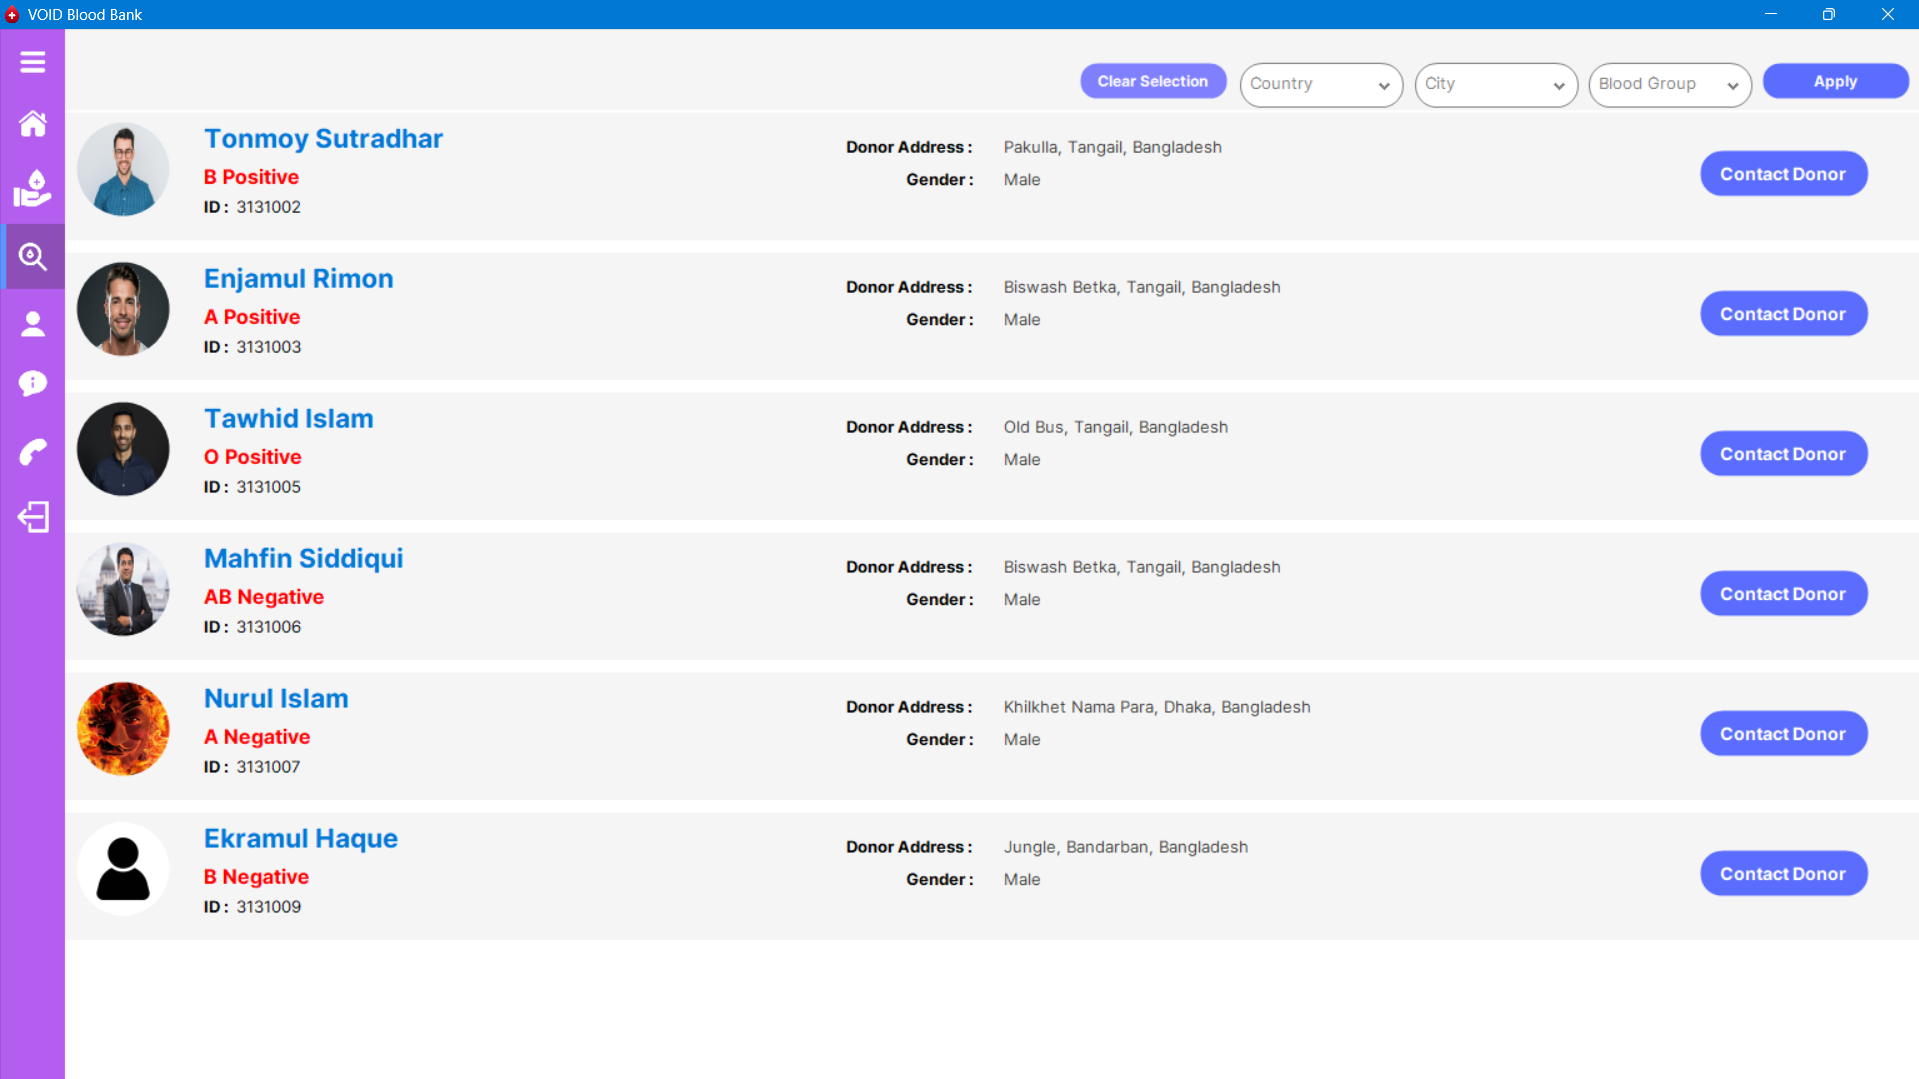 VOID Blood Bank
Clear Selection
Country
City
Blood Group
Apply
Tonmoy Sutradhar
B Positive
ID : 3131002
Donor Address : Pakulla, Tangail, Bangladesh
Gender : Male
Contact Donor
Enjamul Rimon
A Positive
ID : 3131003
Donor Address : Biswash Betka, Tangail, Bangladesh
Gender : Male
Contact Donor
Tawhid Islam
O Positive
ID : 3131005
Donor Address : Old Bus, Tangail, Bangladesh
Gender : Male
Contact Donor
Mahfin Siddiqui
AB Negative
ID : 3131006
Donor Address : Biswash Betka, Tangail, Bangladesh
Gender : Male
Contact Donor
Nurul Islam
A Negative
ID : 3131007
Donor Address : Khilkhet Nama Para, Dhaka, Bangladesh
Gender : Male
Contact Donor
Ekramul Haque
B Negative
ID : 3131009
Donor Address : Jungle, Bandarban, Bangladesh
Gender : Male
Contact Donor